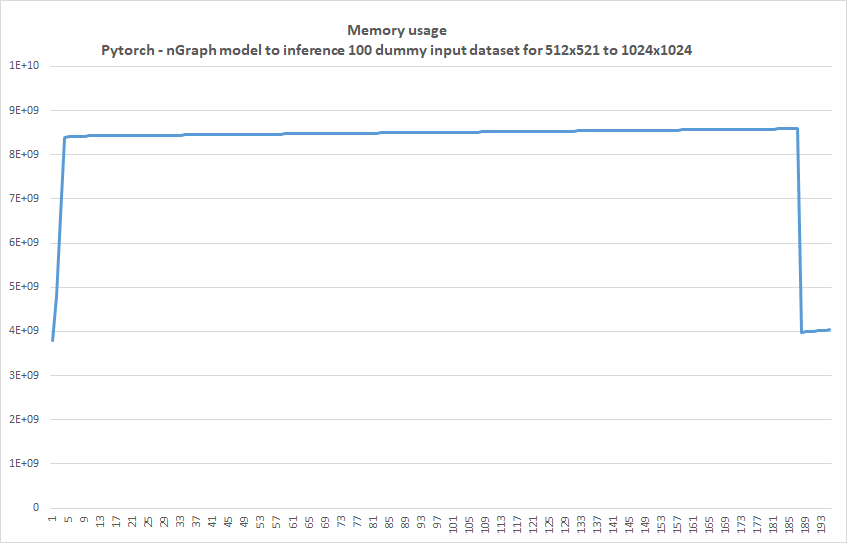 Memory usage
Pytorch - nGraph model to inference 100 dummy input dataset for 512x521 to 1024x1024
1E+10
9E+09
8E+09
7E+09
6E+09
5E+09
4E+09
3E+09
2E+09
1E+09
0
1 5 9 13 17 21 25 29 33 37 41 45 49 53 57 61 65 69 73 77 81 85 89 93 97 101 105 109 113 117 121 125 129 133 137 141 145 149 153 157 161 165 169 173 177 181 185 189 193